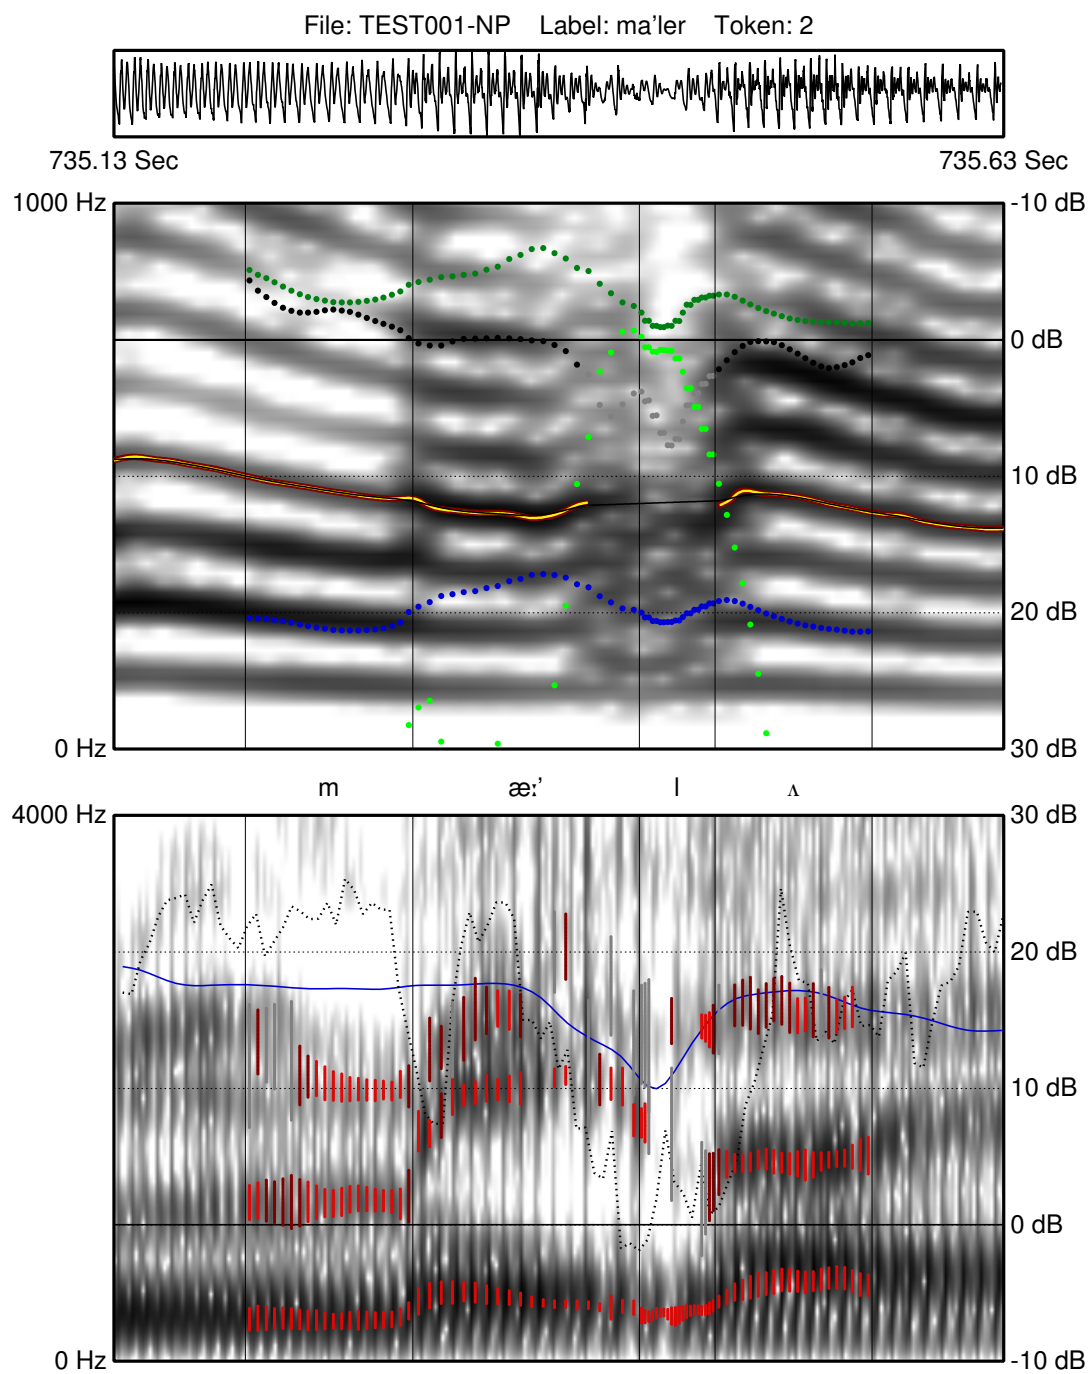 File: TEST001-NP Label: ma'ler Token: 2
735.13 Sec 735.63 Sec
1000 Hz -10 dB
0 dB
10 dB
20 dB
0 Hz 30 dB
m æː’ l ʌ
4000 Hz 30 dB
20 dB
10 dB
0 dB
0 Hz -10 dB